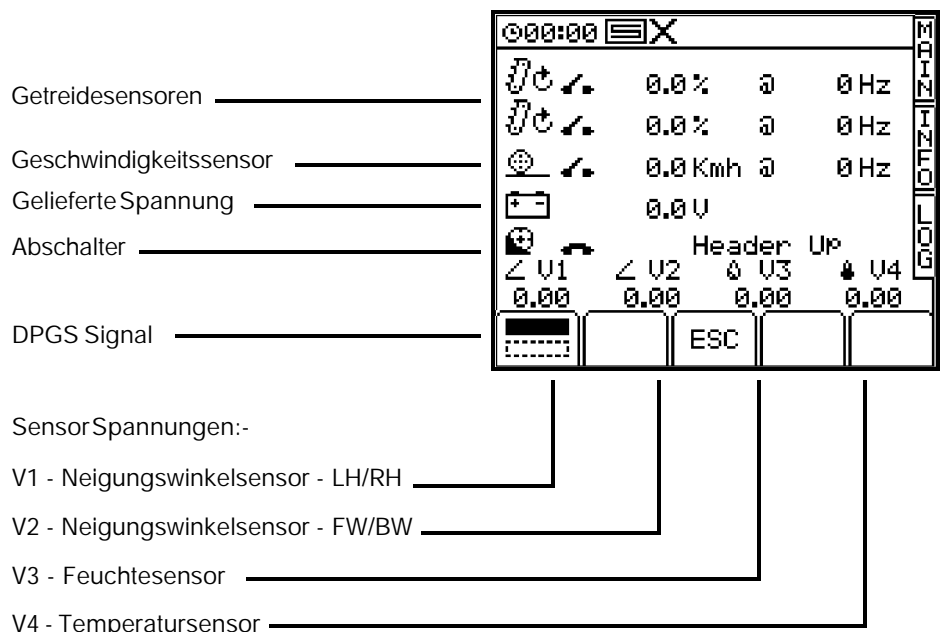 00:00
MAIN
INFO
LOG
Getreidesensoren
0.0 % @ 0 Hz
0.0 % @ 0 Hz
Geschwindigkeitssensor
0.0 Kmh @ 0 Hz
Gelieferte Spannung
0.0 V
Abschalter
Header Up
V1 V2 V3 V4
0.00 0.00 0.00 0.00
DPGS Signal
ESC
Sensor Spannungen:-
V1 - Neigungswinkelsensor - LH/RH
V2 - Neigungswinkelsensor - FW/BW
V3 - Feuchtesensor
V4 - Temperatursensor